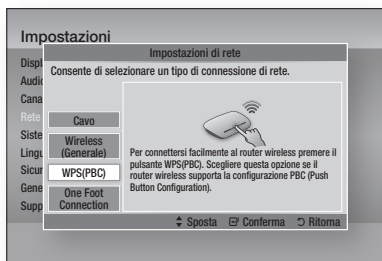 Impostazioni
Impostazioni di rete
Displ
Audio
Cana
Rete
Siste
Lingu
Sicur
Gene
Supp
Consente di selezionare un tipo di connessione di rete.
Cavo
Wireless
(Generale)
WPS(PBC)
One Foot
Connection
Per connettersi facilmente al router wireless premere il
pulsante WPS(PBC). Scegliere questa opzione se il
router wireless supporta la configurazione PBC (Push
Button Configuration).
Sposta Conferma Ritorna